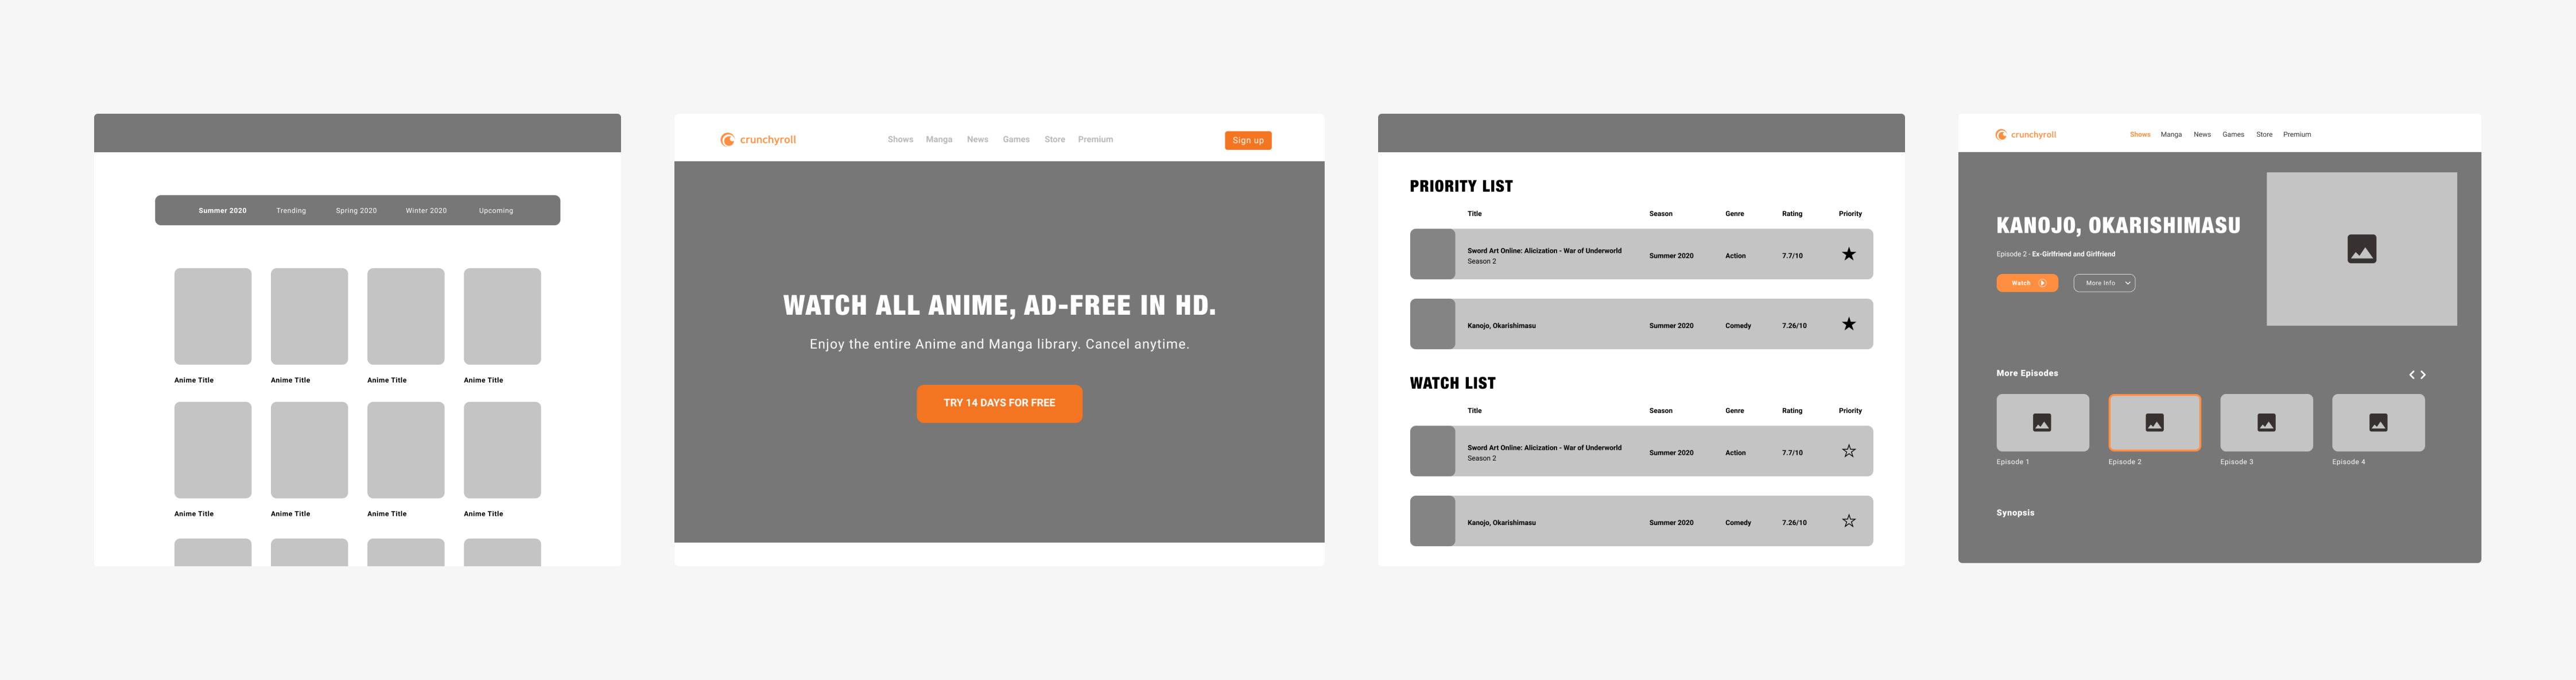 Summer 2020 Trending Spring 2020 Winter 2020 Upcoming
Anime Title Anime Title Anime Title Anime Title
Anime Title Anime Title Anime Title Anime Title
crunchyroll Shows Manga News Games Store Premium Sign up
WATCH ALL ANIME, AD-FREE IN HD.
Enjoy the entire Anime and Manga library. Cancel anytime.
TRY 14 DAYS FOR FREE
PRIORITY LIST
Title Season Genre Rating Priority
Sword Art Online: Alicization - War of Underworld
Season 2 Summer 2020 Action 7.7/10
Kanojo, Okarishimasu Summer 2020 Comedy 7.26/10
WATCH LIST
Title Season Genre Rating Priority
Sword Art Online: Alicization - War of Underworld
Season 2 Summer 2020 Action 7.7/10
Kanojo, Okarishimasu Summer 2020 Comedy 7.26/10
crunchyroll Shows Manga News Games Store Premium
KANOJO, OKARISHIMASU
Episode 2 - Ex-Girlfriend and Girlfriend
Watch More Info
More Episodes
Episode 1 Episode 2 Episode 3 Episode 4
Synopsis